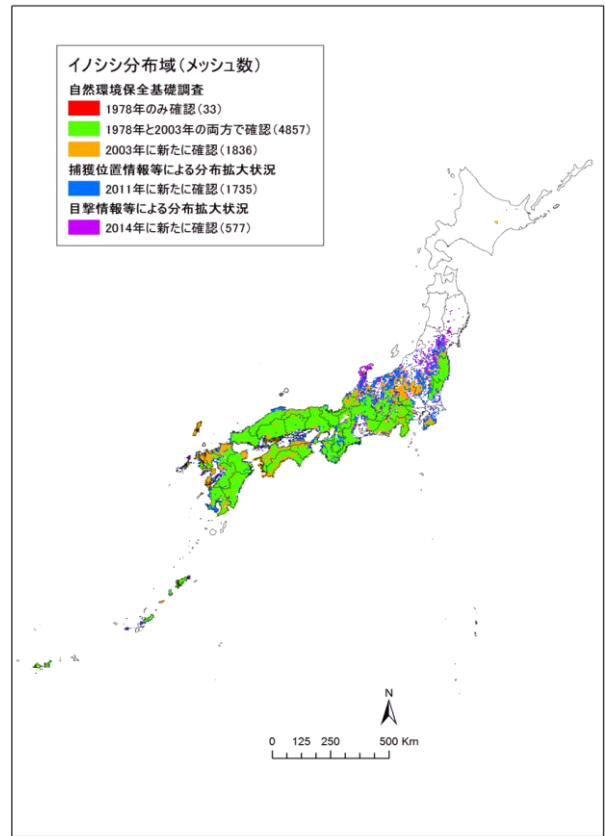 イノシシ分布域(メッシュ数)
自然環境保全基礎調査
1978年のみ確認(33)
1978年と2003年の両方で確認(4857)
2003年に新たに確認(1836)
捕獲位置情報等による分布拡大状況
2011年に新たに確認(1735)
目撃情報等による分布拡大状況
2014年に新たに確認(577)
N
0 125 250 500 Km